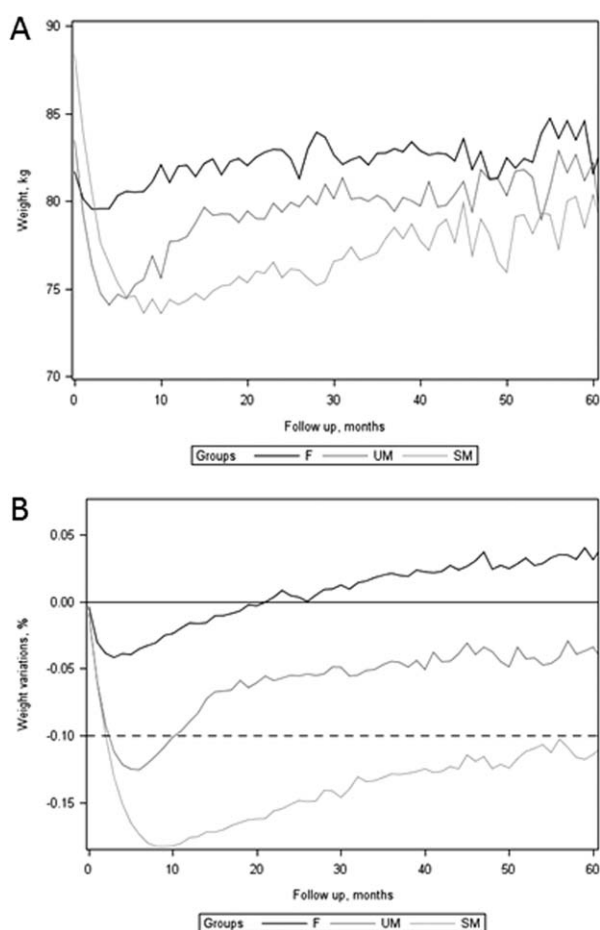 A
90
85
80
75
70
Weight, kg
0 10 20 30 40 50 60
Follow up, months
Groups F UM SM
B
0.05
0.00
-0.05
-0.10
-0.15
Weight variations, %
0 10 20 30 40 50 60
Follow up, months
Groups F UM SM